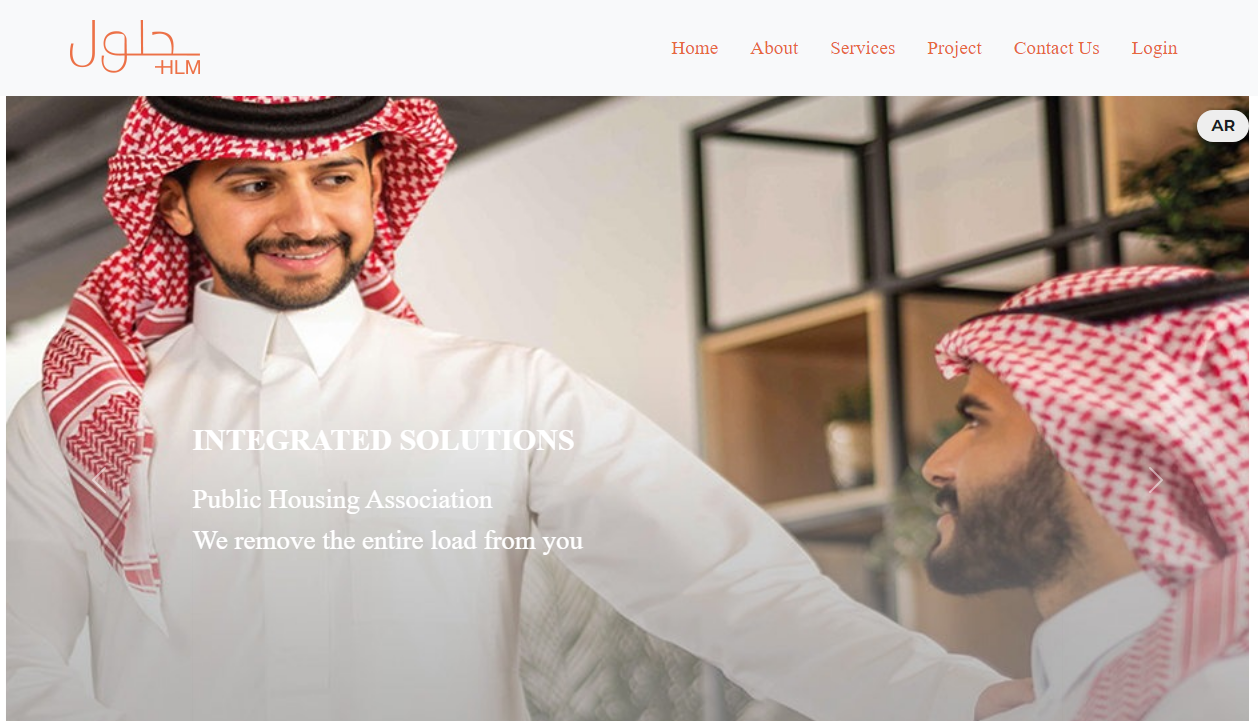 حلول
HLM
Home About Services Project Contact Us Login
AR
INTEGRATED SOLUTIONS
Public Housing Association
We remove the entire load from you